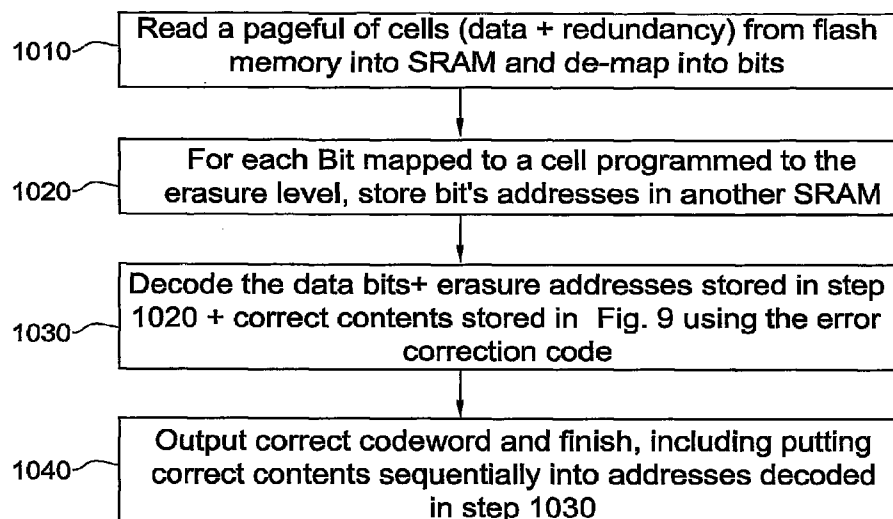 1010
Read a pageful of cells (data + redundancy) from flash
memory into SRAM and de-map into bits
1020
For each Bit mapped to a cell programmed to the
erasure level, store bit's addresses in another SRAM
1030
Decode the data bits+ erasure addresses stored in step
1020 + correct contents stored in Fig. 9 using the error
correction code
1040
Output correct codeword and finish, including putting
correct contents sequentially into addresses decoded
in step 1030